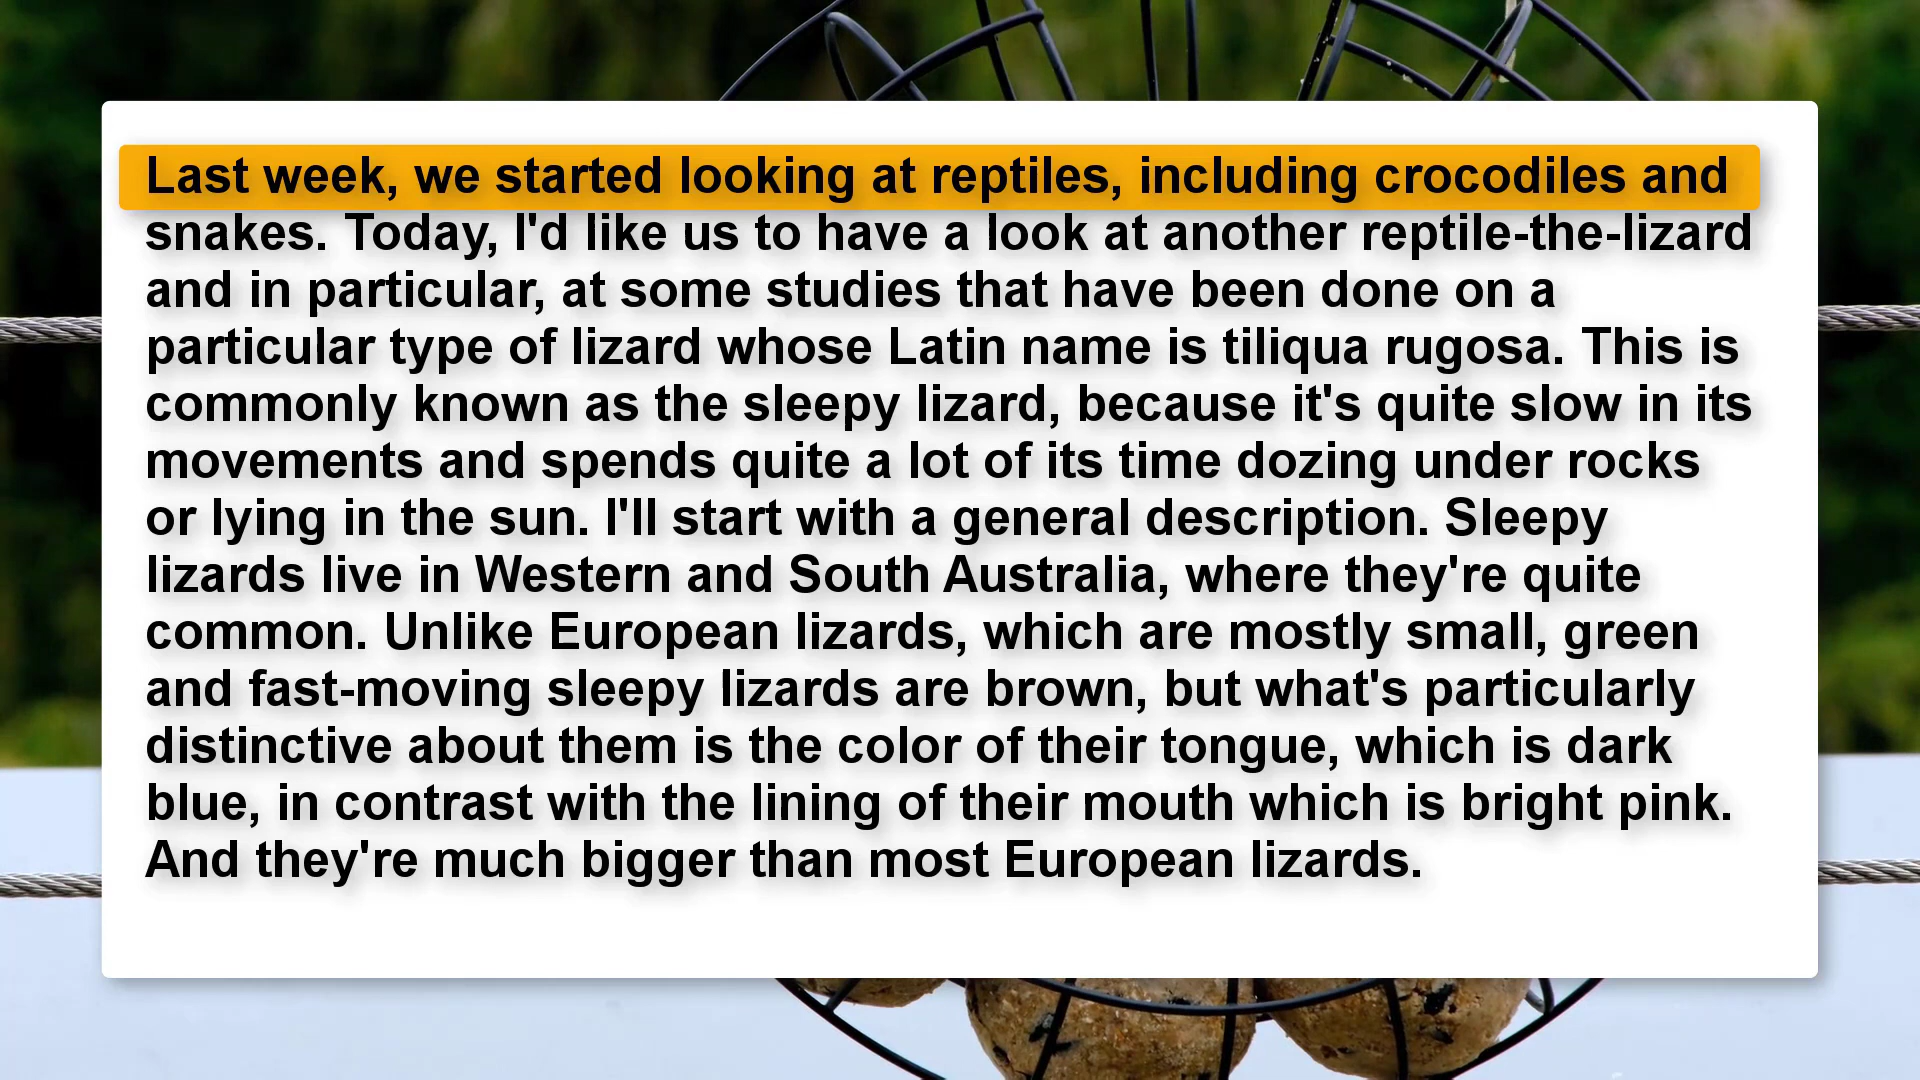 Last week, we started looking at reptiles, including crocodiles and
snakes. Today, I'd like us to have a look at another reptile-the-lizard
and in particular, at some studies that have been done on a
particular type of lizard whose Latin name is tiliqua rugosa. This is
commonly known as the sleepy lizard, because it's quite slow in its
movements and spends quite a lot of its time dozing under rocks
or lying in the sun. I'll start with a general description. Sleepy
lizards live in Western and South Australia, where they're quite
common. Unlike European lizards, which are mostly small, green
and fast-moving sleepy lizards are brown, but what's particularly
distinctive about them is the color of their tongue, which is dark
blue, in contrast with the lining of their mouth which is bright pink.
And they're much bigger than most European lizards.